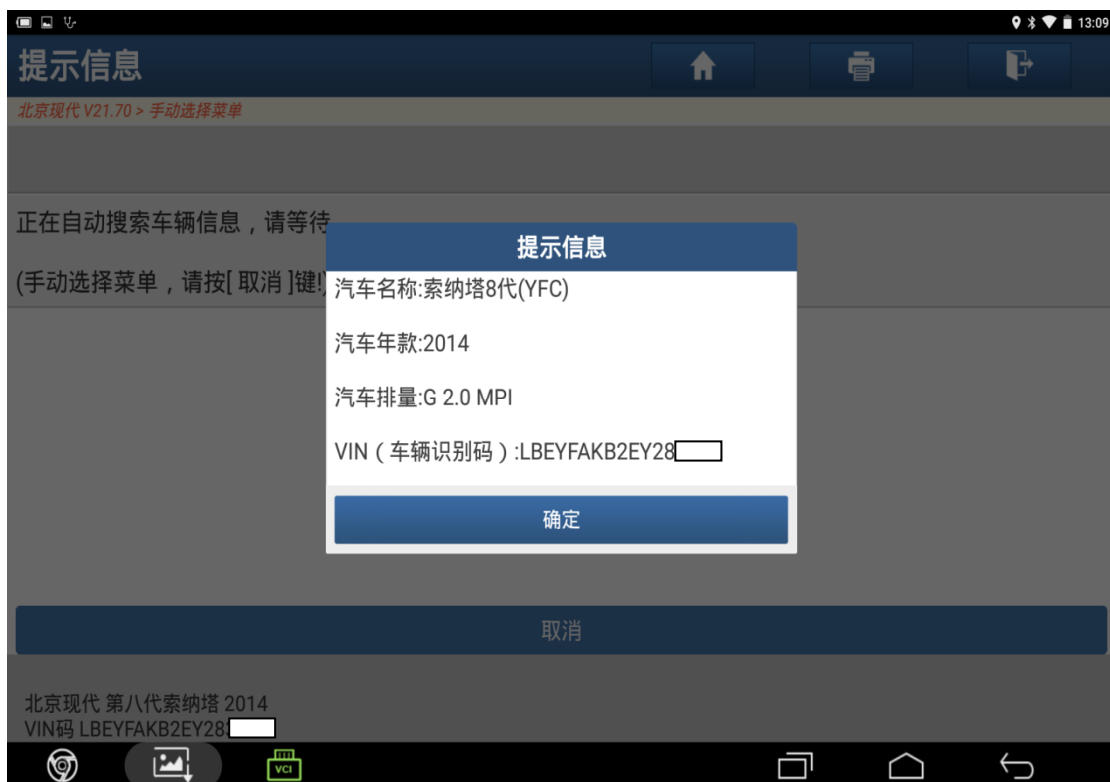 13:09
提示信息
北京现代 V21.70 > 手动选择菜单
正在自动搜索车辆信息，请等待
(手动选择菜单，请按[ 取消 ]键!)
提示信息
汽车名称:索纳塔8代(YFC)
汽车年款:2014
汽车排量:G 2.0 MPI
VIN（车辆识别码）:LBEYFAKB2EY28
确定
取消
北京现代 第八代索纳塔 2014
VIN码 LBEYFAKB2EY28
VCI